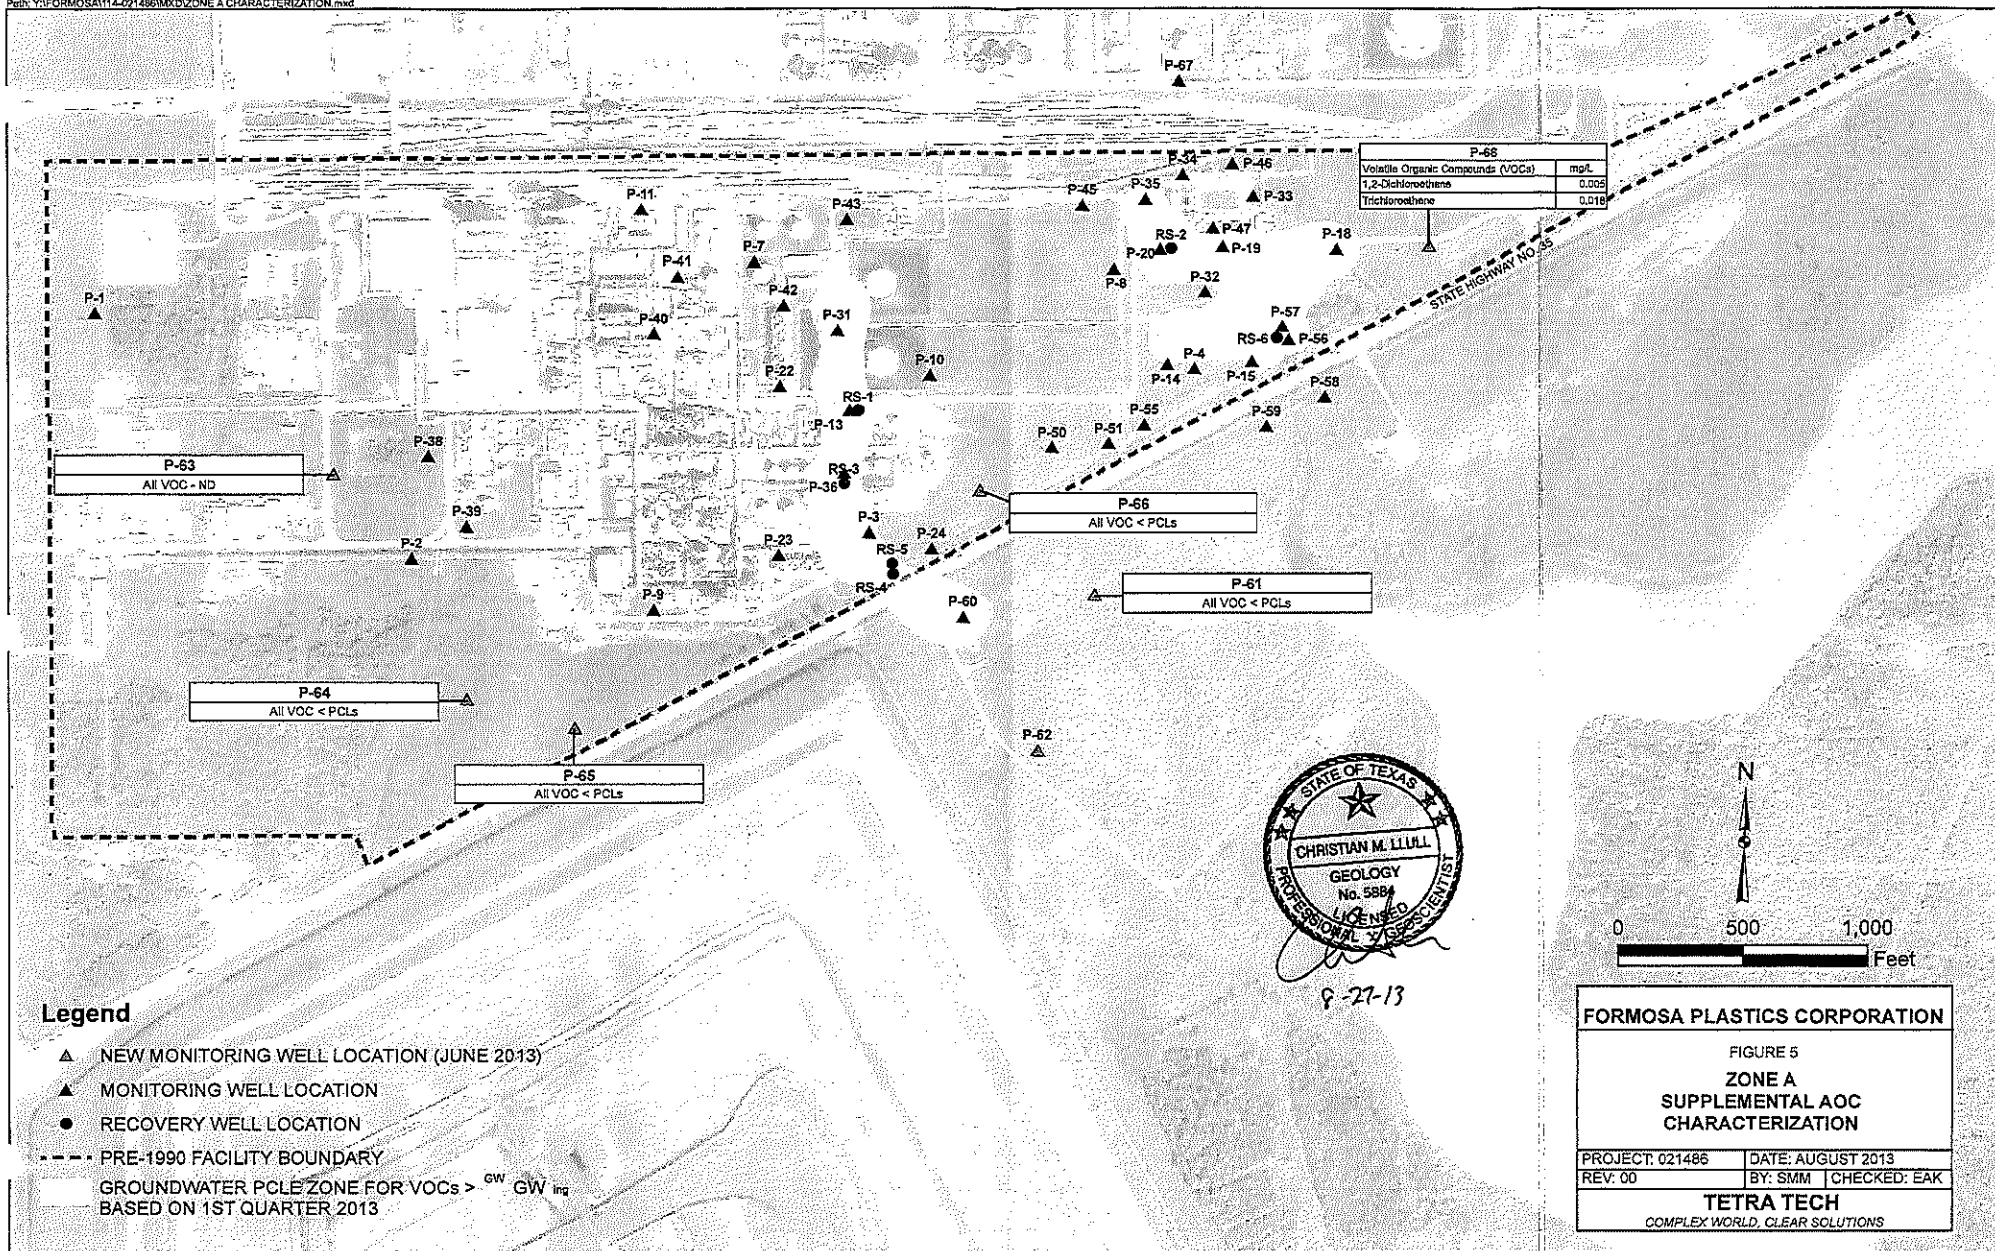 Path: Y:\FORMOSA\114-021486\MXD\ZONE A CHARACTERIZATION.mxd
P-67
P-34
P-46
P-68
Volatile Organic Compounds (VOCs) mg/L
1,2-Dichloroethane 0.005
Trichloroethene 0.018
P-11
P-43
P-45
P-35
P-33
P-47
P-7
RS-2
P-20
P-19
P-18
P-41
P-8
P-1
P-42
P-32
STATE HIGHWAY NO. 35
P-40
P-31
P-57
RS-6
P-56
P-10
P-4
P-22
P-14
P-15
P-58
RS-1
P-13
P-55
P-59
P-38
P-50
P-51
P-63
All VOC - ND
RS-3
P-36
P-66
All VOC < PCLs
P-39
P-3
P-24
P-2
P-23
RS-5
RS-4
P-61
All VOC < PCLs
P-9
P-60
P-64
All VOC < PCLs
P-62
P-65
All VOC < PCLs
STATE OF TEXAS
CHRISTIAN M. LLULL
GEOLOGY
No. 5884
LICENSED
PROFESSIONAL GEOSCIENTIST
8-27-13
N
0 500 1,000
Feet
Legend
NEW MONITORING WELL LOCATION (JUNE 2013)
MONITORING WELL LOCATION
RECOVERY WELL LOCATION
PRE-1990 FACILITY BOUNDARY
GROUNDWATER PCLE ZONE FOR VOCs > GW GW Ing
BASED ON 1ST QUARTER 2013
FORMOSA PLASTICS CORPORATION
FIGURE 5
ZONE A
SUPPLEMENTAL AOC
CHARACTERIZATION
PROJECT: 021486 DATE: AUGUST 2013
REV: 00 BY: SMM CHECKED: EAK
TETRA TECH
COMPLEX WORLD, CLEAR SOLUTIONS